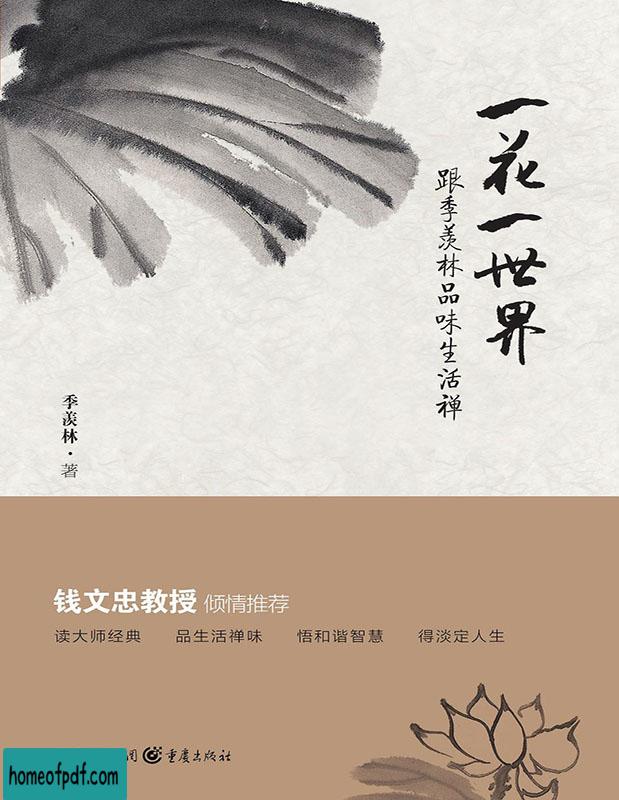 一花一世界
跟季羡林品味生活禅
季羡林·著
钱文忠教授 倾情推荐
读大师经典 品生活禅味 悟和谐智慧 得淡定人生
重庆出版社
homeofpdf.com